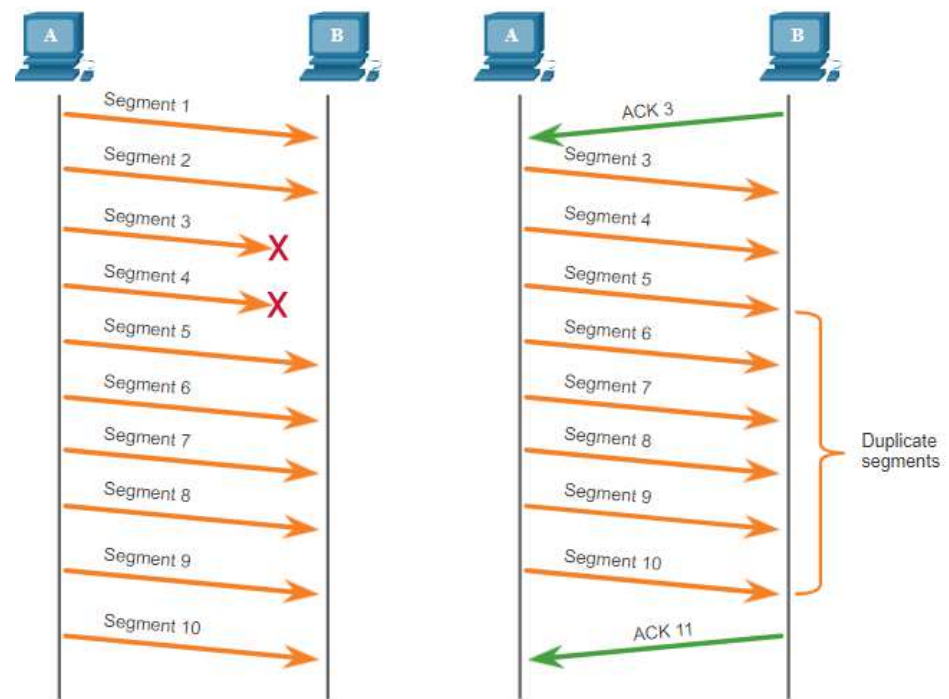 A
B
Segment 1
Segment 2
Segment 3
X
Segment 4
X
Segment 5
Segment 6
Segment 7
Segment 8
Segment 9
Segment 10
A
B
ACK 3
Segment 3
Segment 4
Segment 5
Segment 6
Segment 7
Segment 8
Segment 9
Segment 10
ACK 11
Duplicate
segments